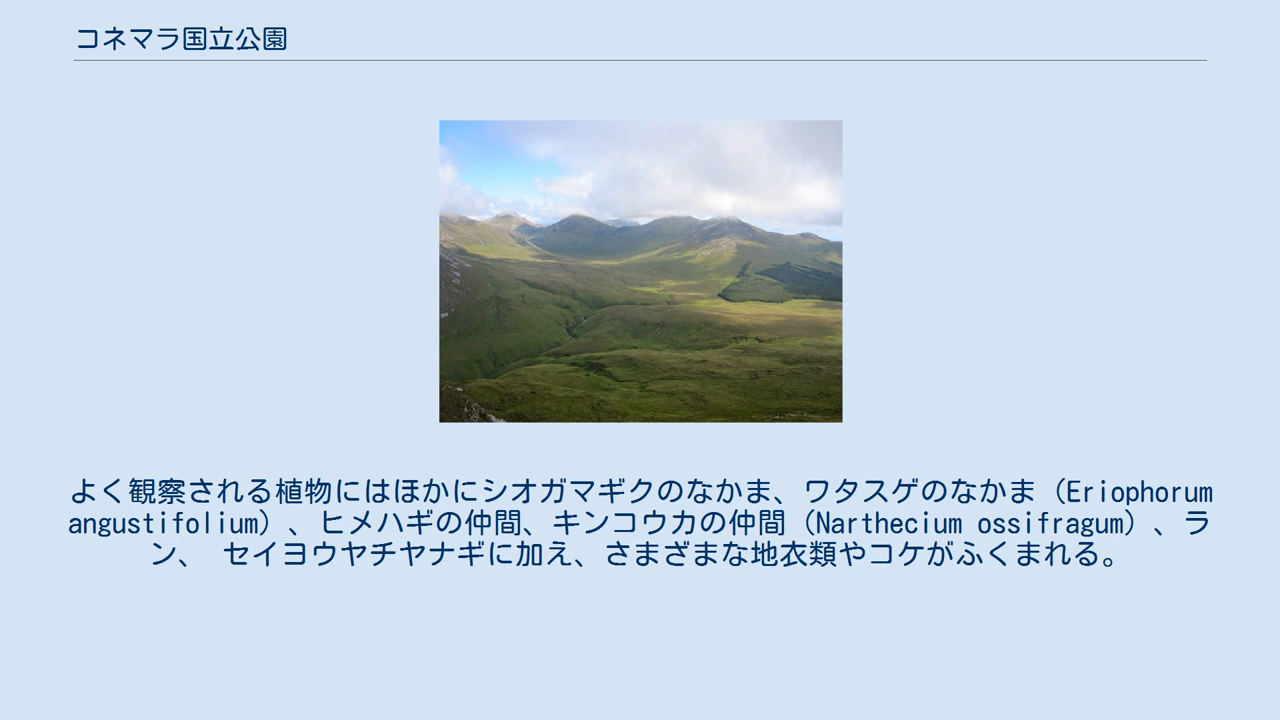 コネマラ国立公園
よく観察される植物にはほかにシオガマギクのなかま、ワタスゲのなかま（Eriophorum
angustifolium）、ヒメハギの仲間、キンコウカの仲間（Narthecium ossifragum）、ラ
ン、 セイヨウヤチヤナギに加え、さまざまな地衣類やコケがふくまれる。